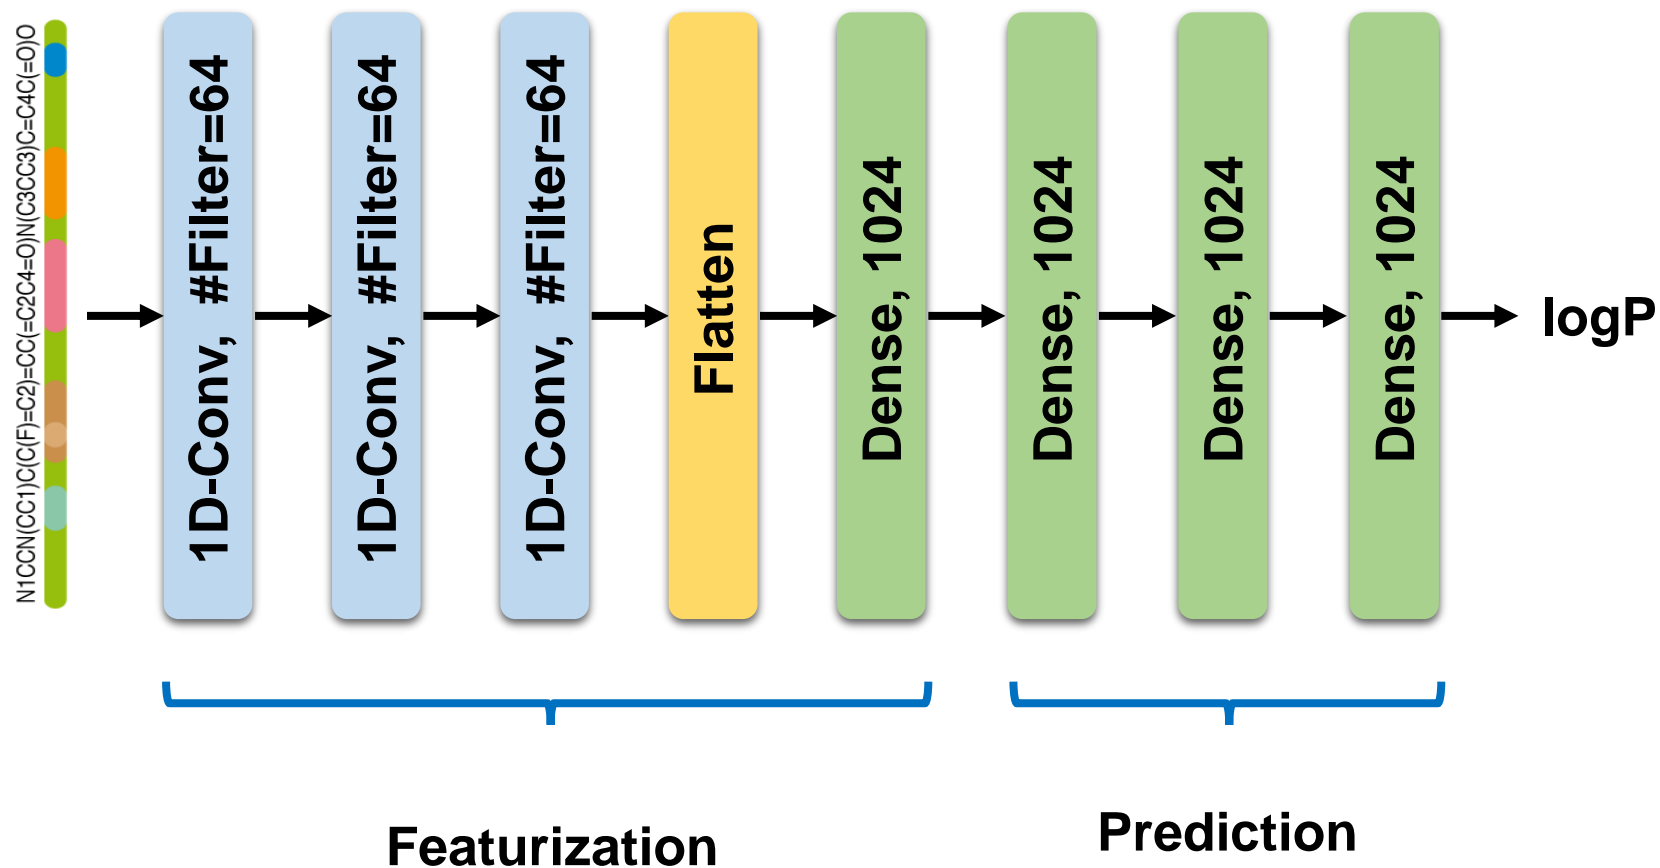 N1CCN(CC1)C(C(F)=C2)=CC(=C2C4=O)N(C3CC3)C=C4C(=O)O
1D-Conv, #Filter=64
1D-Conv, #Filter=64
1D-Conv, #Filter=64
Flatten
Dense, 1024
Dense, 1024
Dense, 1024
Dense, 1024
logP
Featurization
Prediction